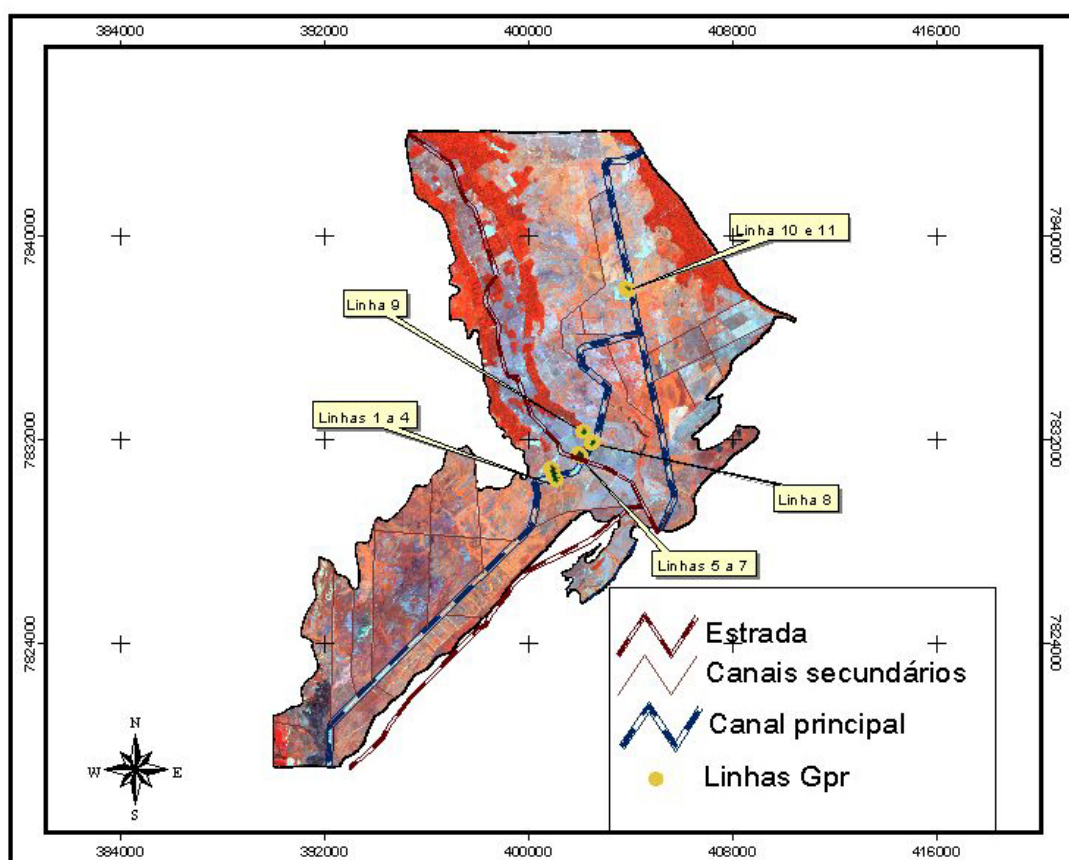 384000 392000 400000 408000 416000
7840000 7840000
Linha 10 e 11
Linha 9
Linhas 1 a 4
7832000 7832000
Linha 8
Linhas 5 a 7
7824000 7824000
Estrada
Canais secundários
Canal principal
Linhas Gpr
N
W E
S
384000 392000 400000 408000 416000